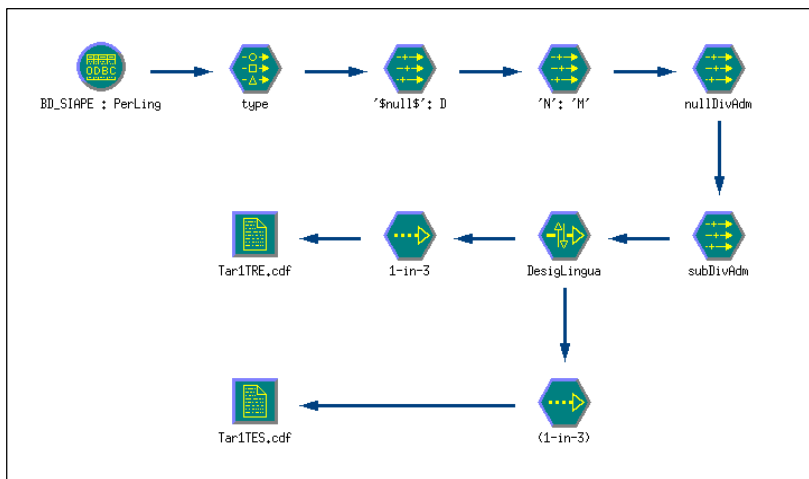 ODBC
BD_SIAPE : PerLing
type
'$null$': D
'N': 'M'
nullDivAdm
Tar1TRE.cdf
1-in-3
DesigLingua
subDivAdm
Tar1TES.cdf
(1-in-3)